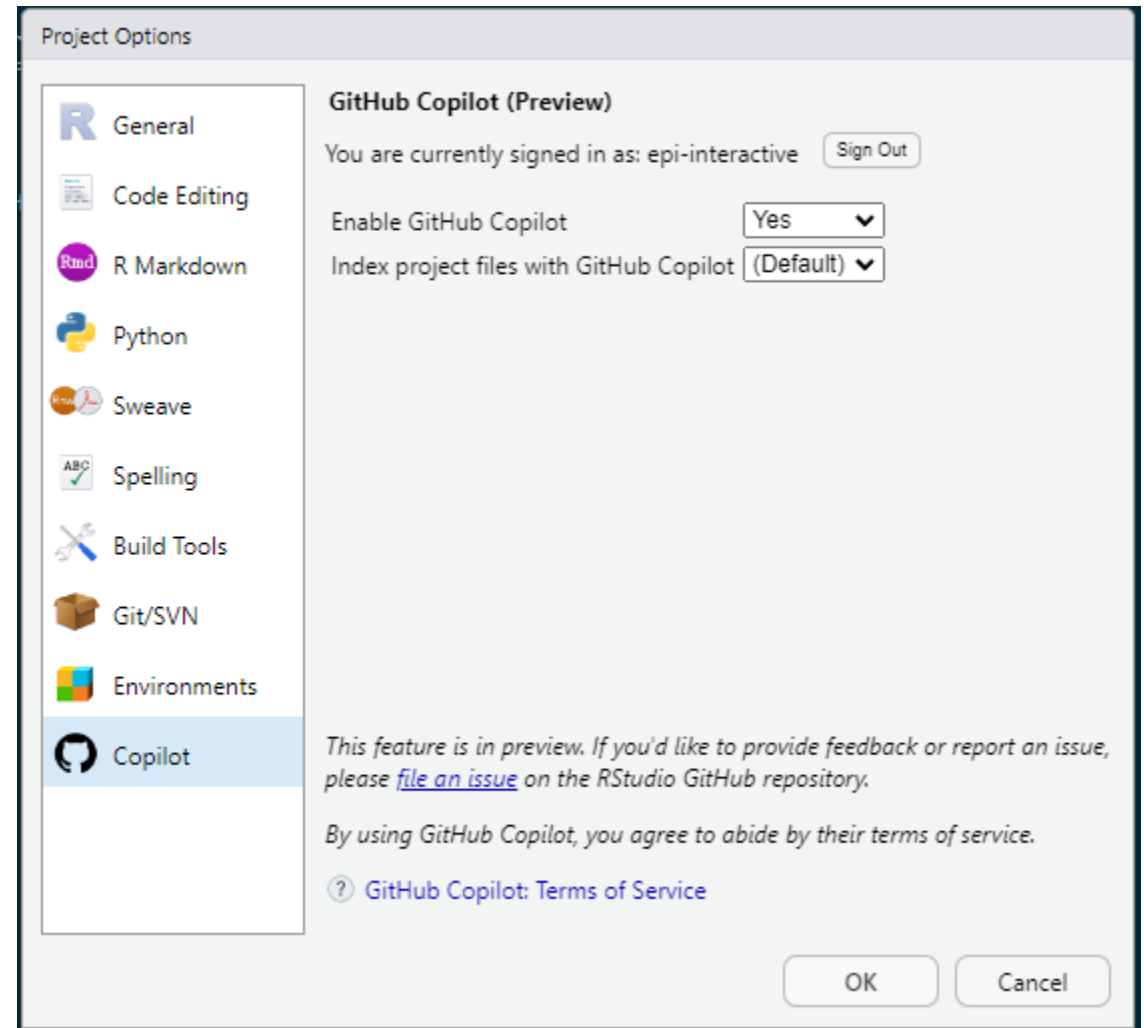 Project Options
R
General
Code Editing
Rmd
R Markdown
Python
Sweave
ABC
Spelling
Build Tools
Git/SVN
Environments
Copilot
GitHub Copilot (Preview)
You are currently signed in as: epi-interactive
Sign Out
Enable GitHub Copilot
Yes
Index project files with GitHub Copilot
(Default)
This feature is in preview. If you'd like to provide feedback or report an issue,
please file an issue on the RStudio GitHub repository.
By using GitHub Copilot, you agree to abide by their terms of service.
? GitHub Copilot: Terms of Service
OK
Cancel